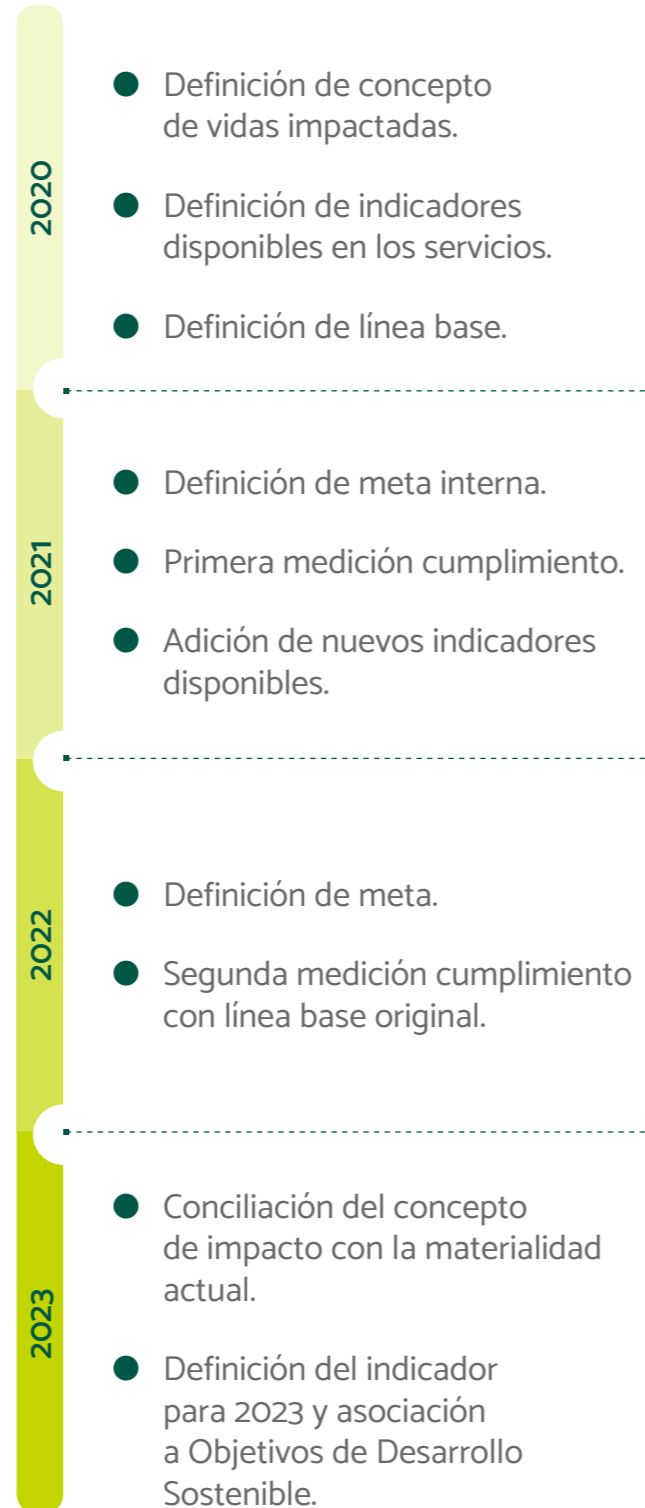 2020
Definición de concepto
de vidas impactadas.
Definición de indicadores
disponibles en los servicios.
Definición de línea base.
2021
Definición de meta interna.
Primera medición cumplimiento.
Adición de nuevos indicadores
disponibles.
2022
Definición de meta.
Segunda medición cumplimiento
con línea base original.
2023
Conciliación del concepto
de impacto con la materialidad
actual.
Definición del indicador
para 2023 y asociación
a Objetivos de Desarrollo
Sostenible.